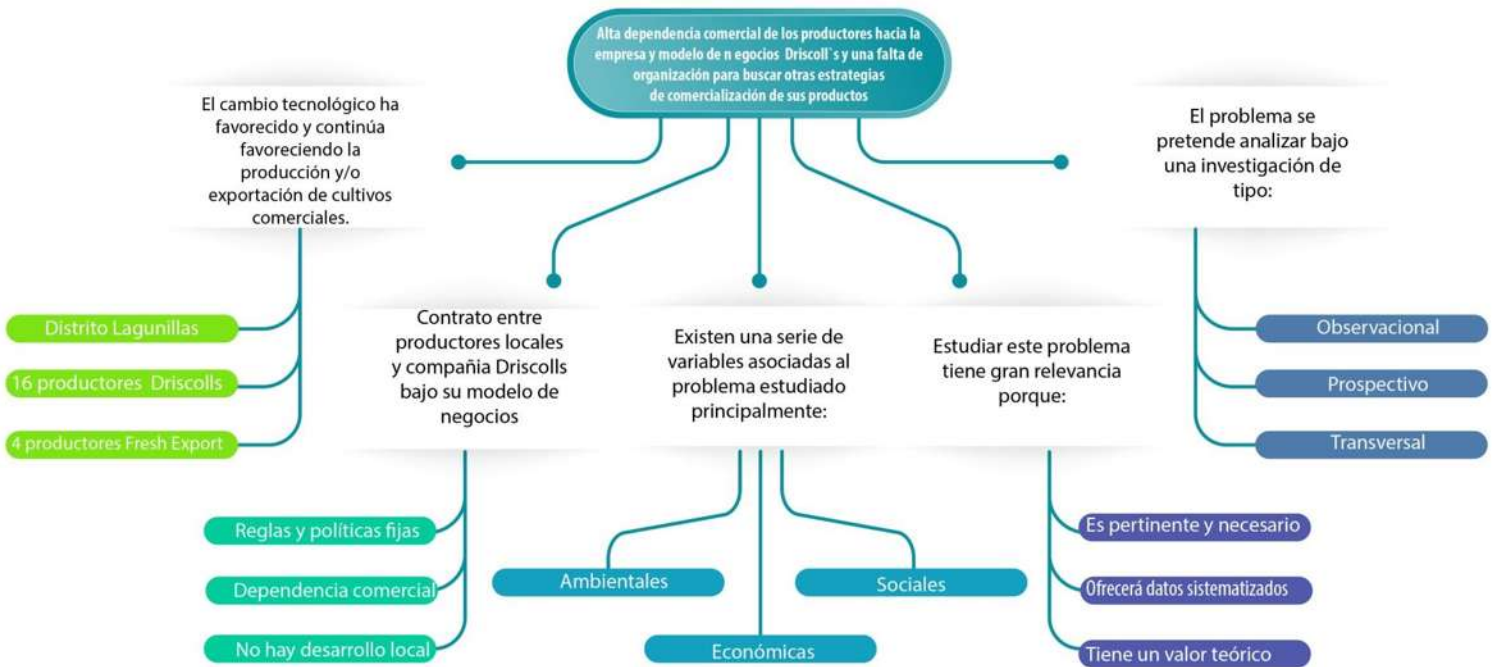 Alta dependencia comercial de los productores hacia la
empresa y modelo de n egocios Driscoll`s y una falta de
organización para buscar otras estrategias
de comercialización de sus productos
El cambio tecnológico ha
favorecido y continúa
favoreciendo la
producción y/o
exportación de cultivos
comerciales.
Distrito Lagunillas
16 productores Driscolls
4 productores Fresh Export
Contrato entre
productores locales
y compañia Driscolls
bajo su modelo de
negocios
Reglas y políticas fijas
Dependencia comercial
No hay desarrollo local
Existen una serie de
variables asociadas al
problema estudiado
principalmente:
Ambientales
Económicas
Sociales
Estudiar este problema
tiene gran relevancia
porque:
Es pertinente y necesario
Ofrecerá datos sistematizados
Tiene un valor teórico
El problema se
pretende analizar bajo
una investigación de
tipo:
Observacional
Prospectivo
Transversal